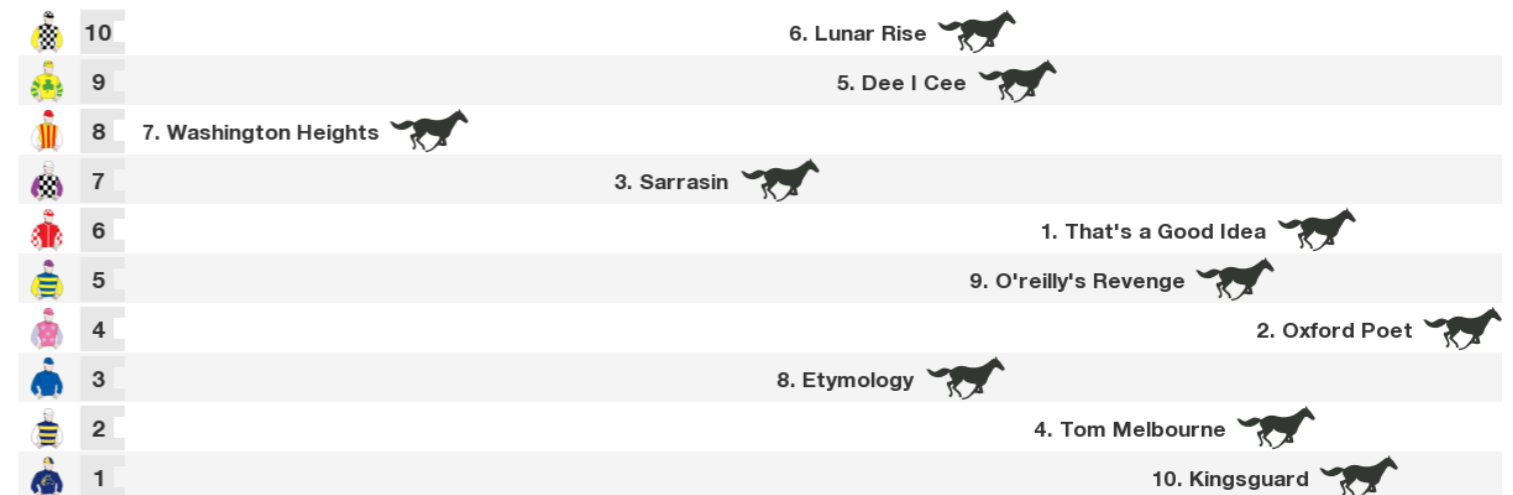 10 6. Lunar Rise
9 5. Dee I Cee
8 7. Washington Heights
7 3. Sarrasin
6 1. That's a Good Idea
5 9. O'reilly's Revenge
4 2. Oxford Poet
3 8. Etymology
2 4. Tom Melbourne
1 10. Kingsguard